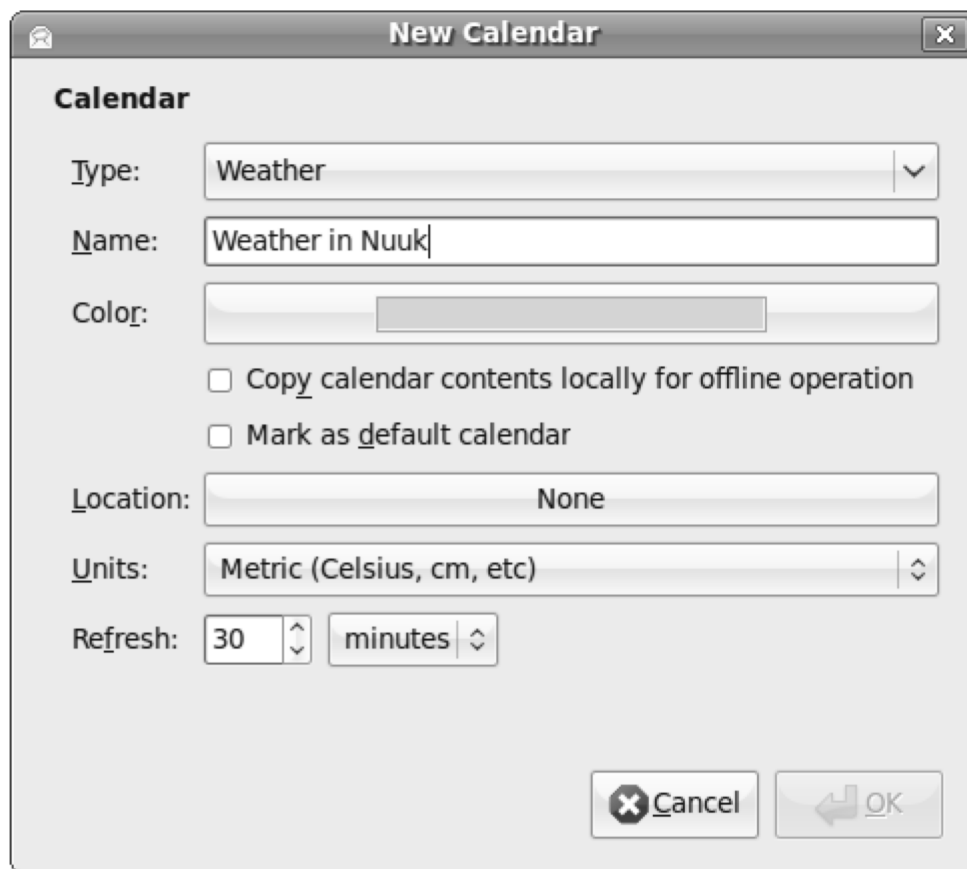 New Calendar
Calendar
Type: Weather
Name: Weather in Nuuk
Color:
Copy calendar contents locally for offline operation
Mark as default calendar
Location: None
Units: Metric (Celsius, cm, etc)
Refresh: 30 minutes
Cancel OK